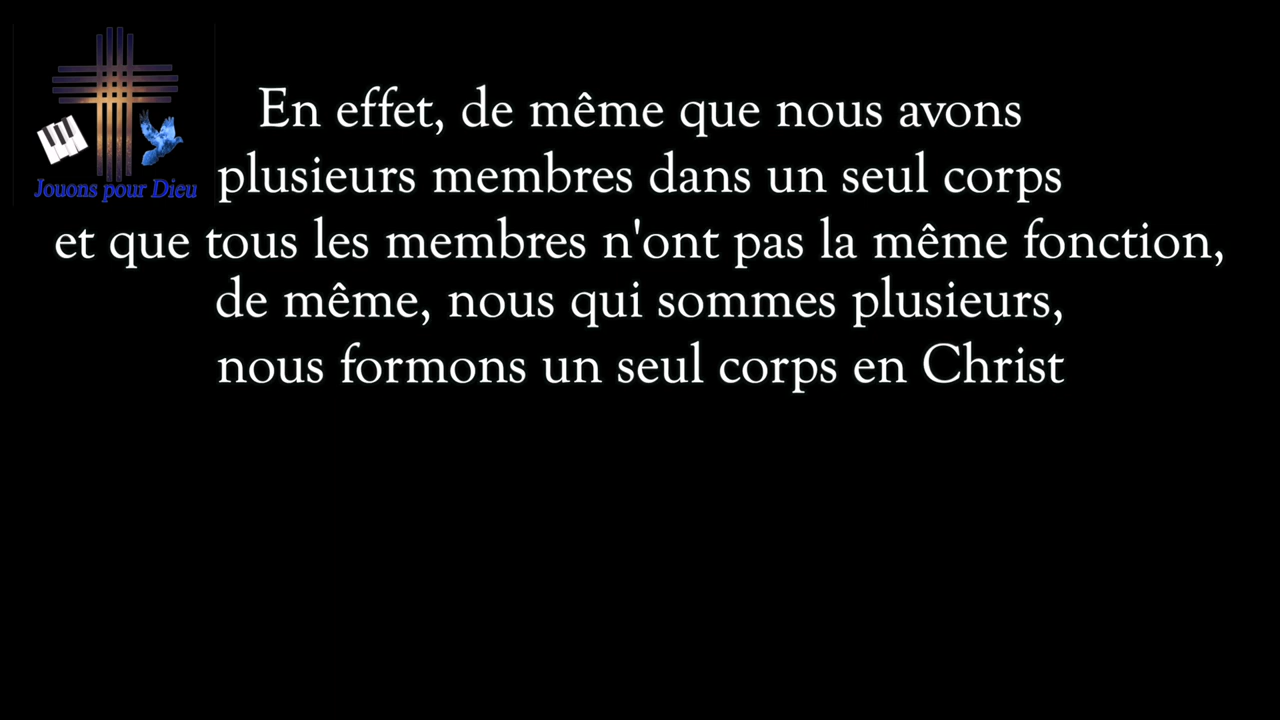 Jouons pour Dieu
En effet, de même que nous avons
plusieurs membres dans un seul corps
et que tous les membres n'ont pas la même fonction,
de même, nous qui sommes plusieurs,
nous formons un seul corps en Christ